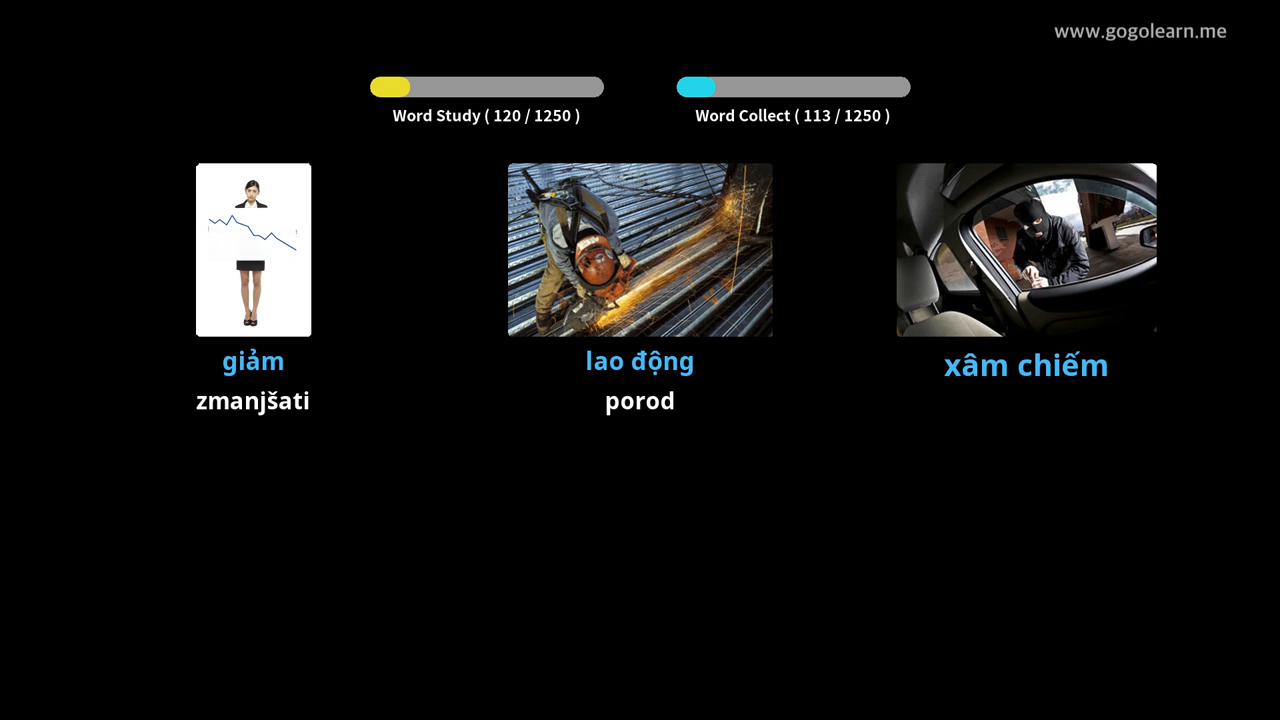 www.gogolearn.me
Word Study ( 120 / 1250 )
Word Collect ( 113 / 1250 )
giảm
lao động
xâm chiếm
zmanjšati
porod